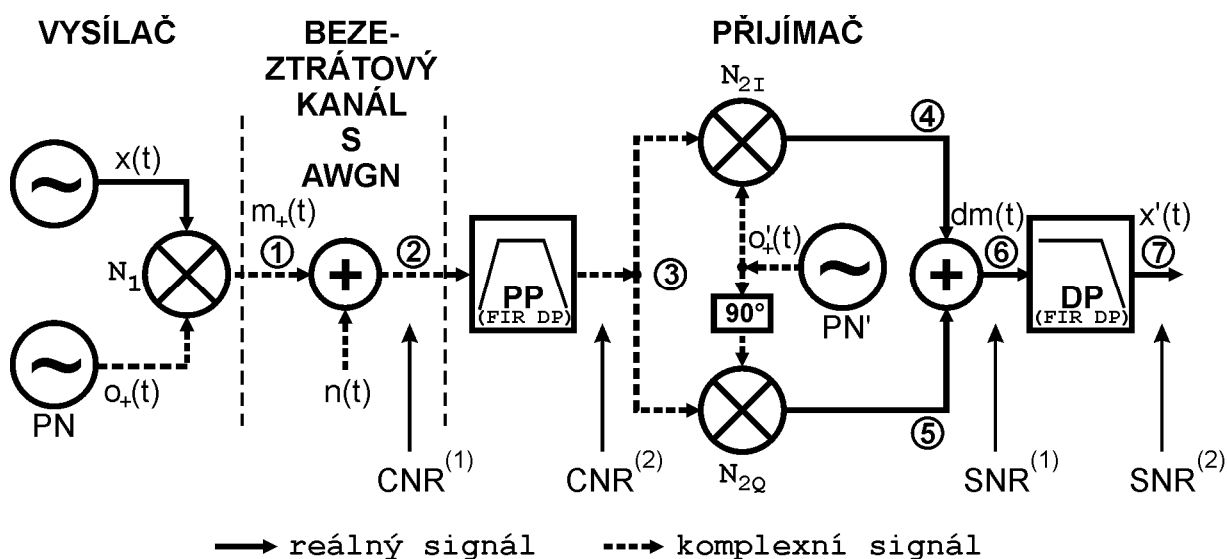 VYSÍLAČ
BEZE-
ZTRÁTOVÝ
KANÁL
S
AWGN
PŘIJÍMAČ
x(t)
N1
o+(t)
PN
m+(t)
①
②
n(t)
CNR(1)
PP
(FIR DP)
CNR(2)
③
N2I
o'+(t)
90°
PN'
N2Q
④
⑤
dm(t)
⑥
SNR(1)
DP
(FIR DP)
x'(t)
⑦
SNR(2)
reálný signál
komplexní signál